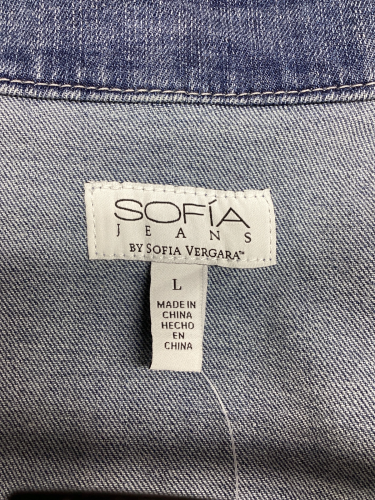 SOFÍA
JEANS
BY SOFIA VERGARA™
L
MADE IN
CHINA
HECHO
EN
CHINA